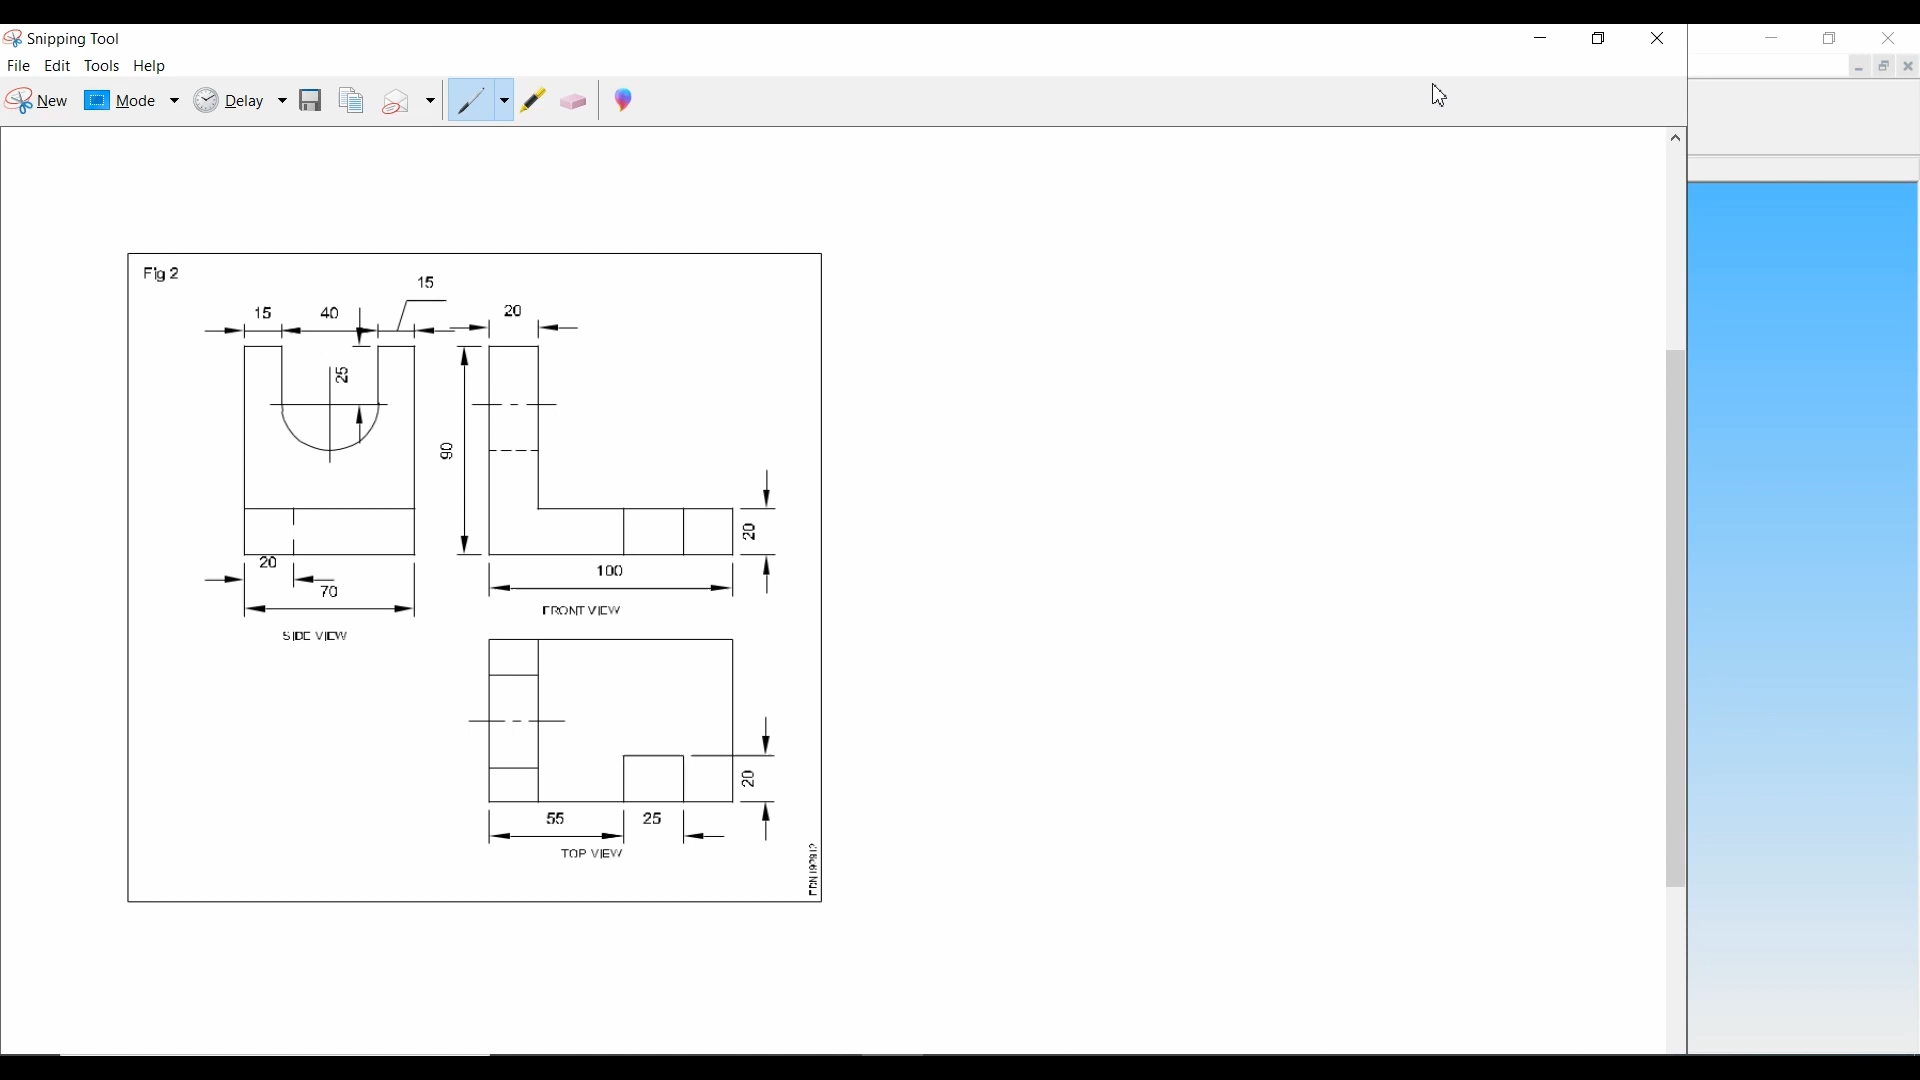 Snipping Tool
File Edit Tools Help
New Mode Delay
Fig 2
15
15 40 20
25
90
20
20
100
70
FRONT VIEW
SIDE VIEW
20
55 25
TOP VIEW